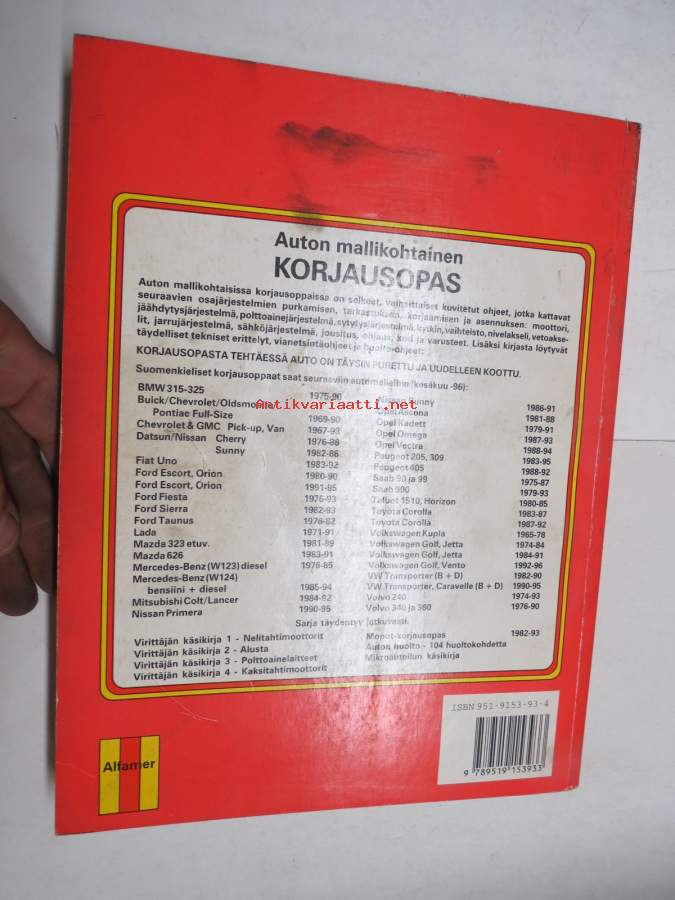 Auton mallikohtainen
KORJAUSOPAS
Auton mallikohtaisissa korjausoppaissa on selkeät, vaiheittaiset kuvitetut ohjeet, jotka kattavat
seuraavien osajärjestelmien purkamisen, tarkastuksen, korjaamisen ja asennuksen: moottori,
jäähdytysjärjestelmä, polttoainejärjestelmä, sytytysjärjestelmä, kytkin, vaihteisto, nivelakseli, vetoakse-
lit, jarrujärjestelmä, sähköjärjestelmä, jousitus, ohjaus, kori ja varusteet. Lisäksi kirjasta löytyvät
täydelliset tekniset erittelyt, vianetsintäohjeet ja huolto-ohjeet.
KORJAUSOPASTA TEHTÄESSÄ AUTO ON TÄYSIN PURETTU JA UUDELLEEN KOOTTU.
Suomenkieliset korjausoppaat saat seuraaviin automalleihin (kesäkuu -96):
BMW 315-325 1975-90
Buick/Chevrolet/Oldsmobile
Pontiac Full-Size 1969-90
Chevrolet & GMC Pick-up, Van 1967-93
Datsun/Nissan Cherry 1976-86
Sunny 1982-86
Fiat Uno 1983-92
Ford Escort, Orion 1980-90
Ford Escort, Orion 1991-95
Ford Fiesta 1976-93
Ford Sierra 1982-93
Ford Taunus 1976-82
Lada 1971-91
Mazda 323 etuv. 1981-89
Mazda 626 1983-91
Mercedes-Benz (W123) diesel 1976-85
Mercedes-Benz (W124)
bensiini + diesel 1985-94
Mitsubishi Colt/Lancer 1984-92
Nissan Primera 1990-95
Nissan Sunny 1986-91
Opel Ascona 1981-88
Opel Kadett 1979-91
Opel Omega 1987-93
Opel Vectra 1988-94
Peugeot 205, 309 1983-95
Peugeot 405 1988-92
Saab 90 ja 99 1975-87
Saab 900 1979-93
Talbot 1510, Horizon 1980-85
Toyota Corolla 1983-87
Toyota Corolla 1987-92
Volkswagen Kupla 1965-78
Volkswagen Golf, Jetta 1974-84
Volkswagen Golf, Jetta 1984-91
Volkswagen Golf, Vento 1992-96
VW Transporter (B + D) 1982-90
VW Transporter, Caravelle (B + D) 1990-95
Volvo 240 1974-93
Volvo 340 ja 360 1976-90
Sarja täydentyy jatkuvasti.
Virittäjän käsikirja 1 - Nelitahtimoottorit
Virittäjän käsikirja 2 - Alusta
Virittäjän käsikirja 3 - Polttoainelaitteet
Virittäjän käsikirja 4 - Kaksitahtimoottorit
Mopot-korjausopas 1982-93
Auton huolto - 104 huoltokohdetta
Mikroautoilun käsikirja
Antikvariaatti.net
ISBN 951-9153-93-4
9 789519 153933
Alfamer